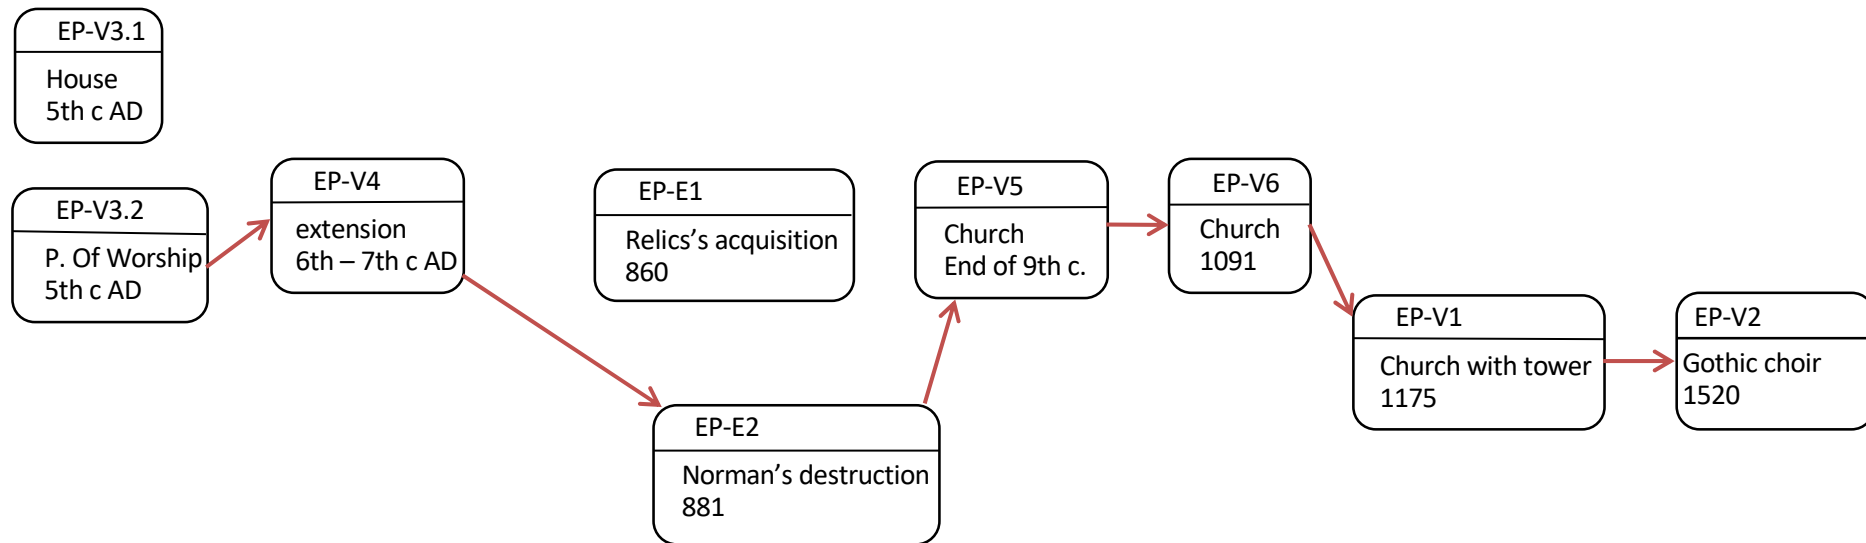 EP-V3.1
House
5th c AD
EP-V3.2
P. Of Worship
5th c AD
EP-V4
extension
6th – 7th c AD
EP-E1
Relics’s acquisition
860
EP-E2
Norman’s destruction
881
EP-V5
Church
End of 9th c.
EP-V6
Church
1091
EP-V1
Church with tower
1175
EP-V2
Gothic choir
1520